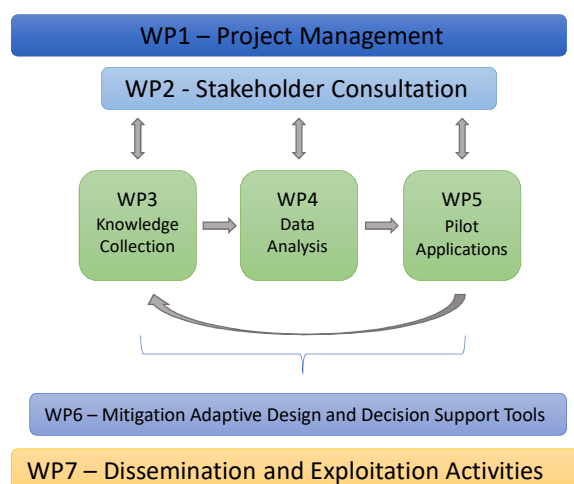 WP1 – Project Management
WP2 - Stakeholder Consultation
WP3
Knowledge
Collection
WP4
Data
Analysis
WP5
Pilot
Applications
WP6 – Mitigation Adaptive Design and Decision Support Tools
WP7 – Dissemination and Exploitation Activities